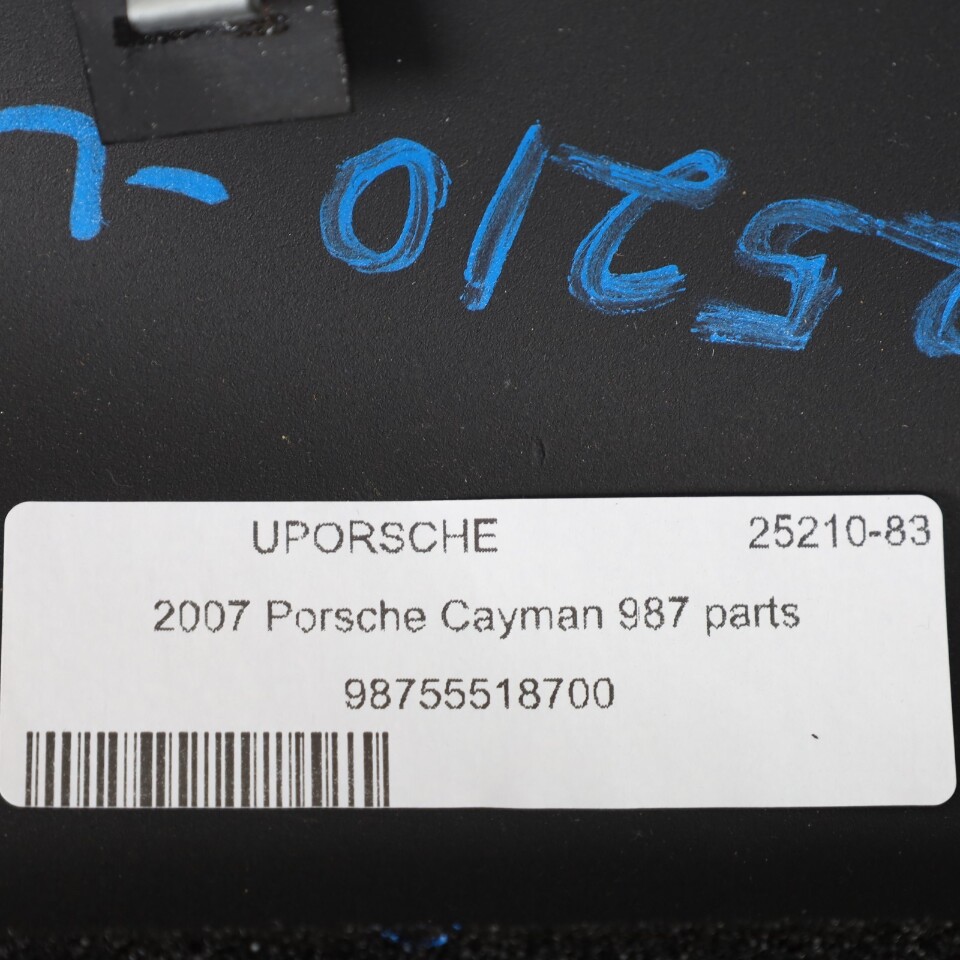 25210-L
UPORSCHE 25210-83
2007 Porsche Cayman 987 parts
98755518700